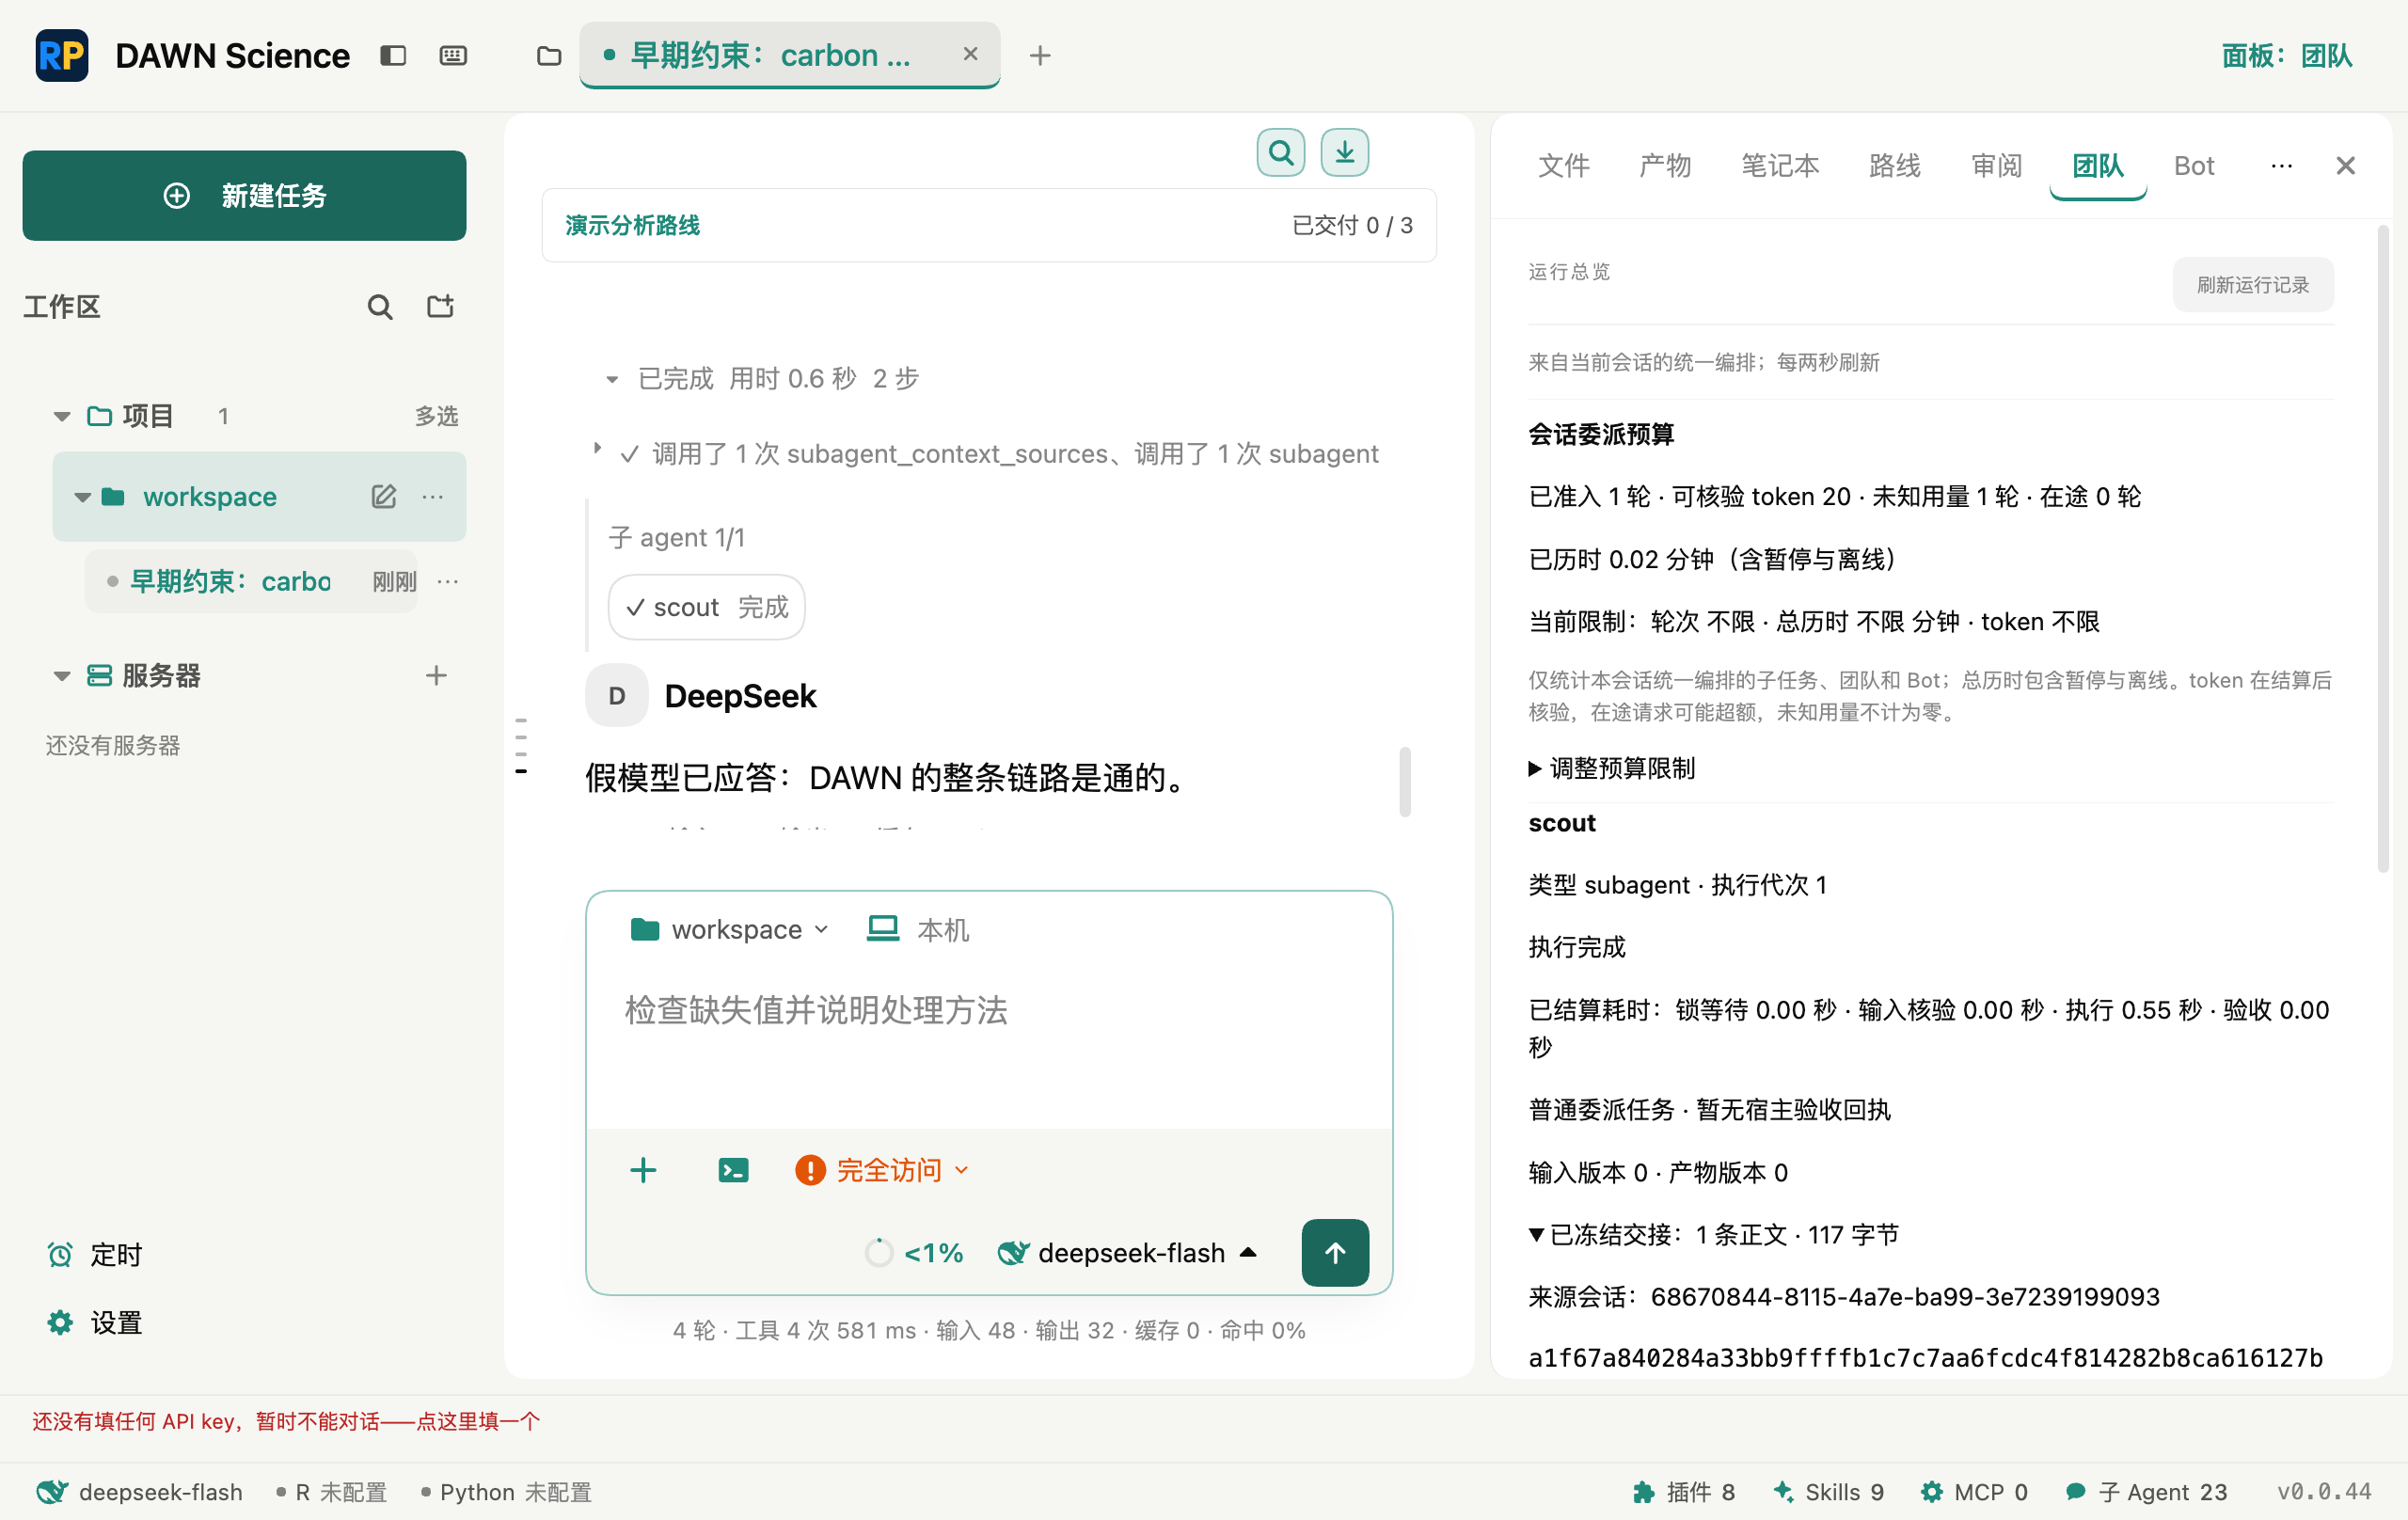 RP DAWN Science
早期约束：carbon ...
面板：团队
新建任务
工作区
项目 1 多选
workspace
早期约束：carbo 刚刚
服务器
还没有服务器
定时
设置
演示分析路线 已交付 0 / 3
已完成 用时 0.6 秒 2 步
调用了 1 次 subagent_context_sources、调用了 1 次 subagent
子 agent 1/1
scout 完成
D DeepSeek
假模型已应答：DAWN 的整条链路是通的。
workspace 本机
检查缺失值并说明处理方法
完全访问
<1% deepseek-flash
4 轮 · 工具 4 次 581 ms · 输入 48 · 输出 32 · 缓存 0 · 命中 0%
文件 产物 笔记本 路线 审阅 团队 Bot
运行总览
刷新运行记录
来自当前会话的统一编排；每两秒刷新
会话委派预算
已准入 1 轮 · 可核验 token 20 · 未知用量 1 轮 · 在途 0 轮
已历时 0.02 分钟（含暂停与离线）
当前限制：轮次 不限 · 总历时 不限 分钟 · token 不限
仅统计本会话统一编排的子任务、团队和 Bot；总历时包含暂停与离线。token 在结算后
核验，在途请求可能超额，未知用量不计为零。
调整预算限制
scout
类型 subagent · 执行代次 1
执行完成
已结算耗时：锁等待 0.00 秒 · 输入核验 0.00 秒 · 执行 0.55 秒 · 验收 0.00
秒
普通委派任务 · 暂无宿主验收回执
输入版本 0 · 产物版本 0
已冻结交接：1 条正文 · 117 字节
来源会话：68670844-8115-4a7e-ba99-3e7239199093
a1f67a840284a33bb9ffffb1c7c7aa6fcdc4f814282b8ca616127b
还没有填任何 API key，暂时不能对话——点这里填一个
deepseek-flash R 未配置 Python 未配置
插件 8 Skills 9 MCP 0 子 Agent 23 v0.0.44